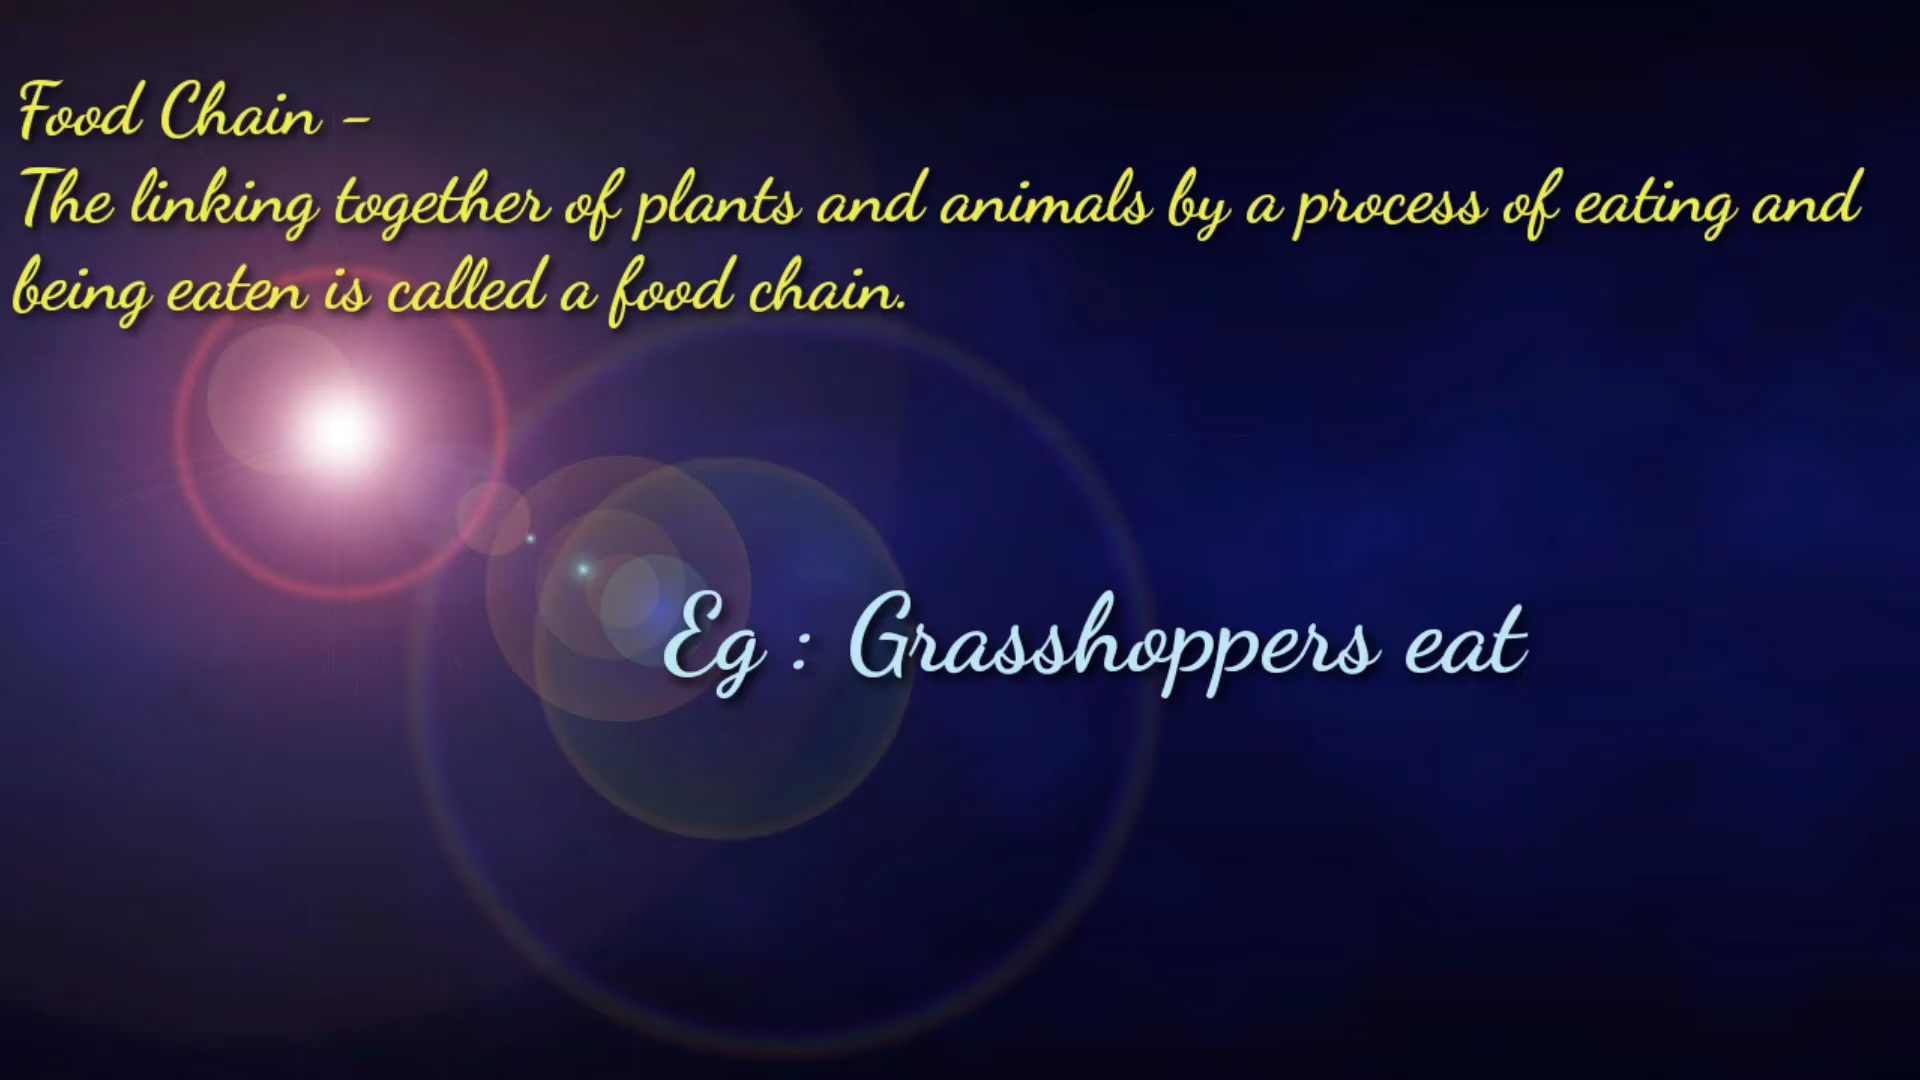 Food Chain -
The linking together of plants and animals by a process of eating and
being eaten is called a food chain.
Eg : Grasshoppers eat